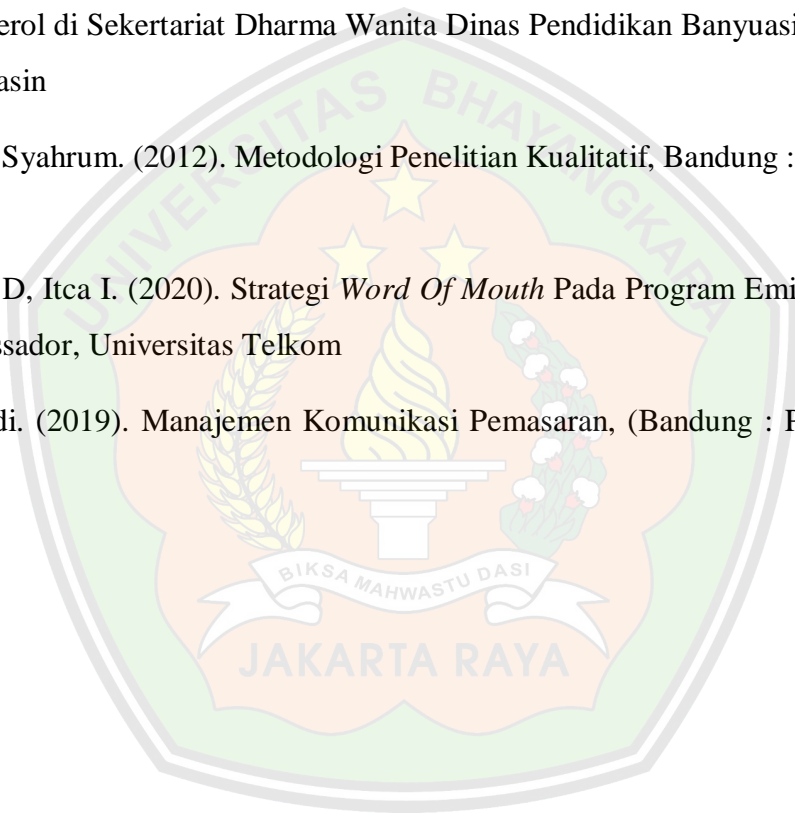 erol di Sekertariat Dharma Wanita Dinas Pendidikan Banyuasi
asin
Syahrum. (2012). Metodologi Penelitian Kualitatif, Bandung :
D, Itca I. (2020). Strategi Word Of Mouth Pada Program Emi
ssador, Universitas Telkom
di. (2019). Manajemen Komunikasi Pemasaran, (Bandung : P
UNIVERSITAS BHAYANGKARA
BIKSA MAHWASTU DASI
JAKARTA RAYA